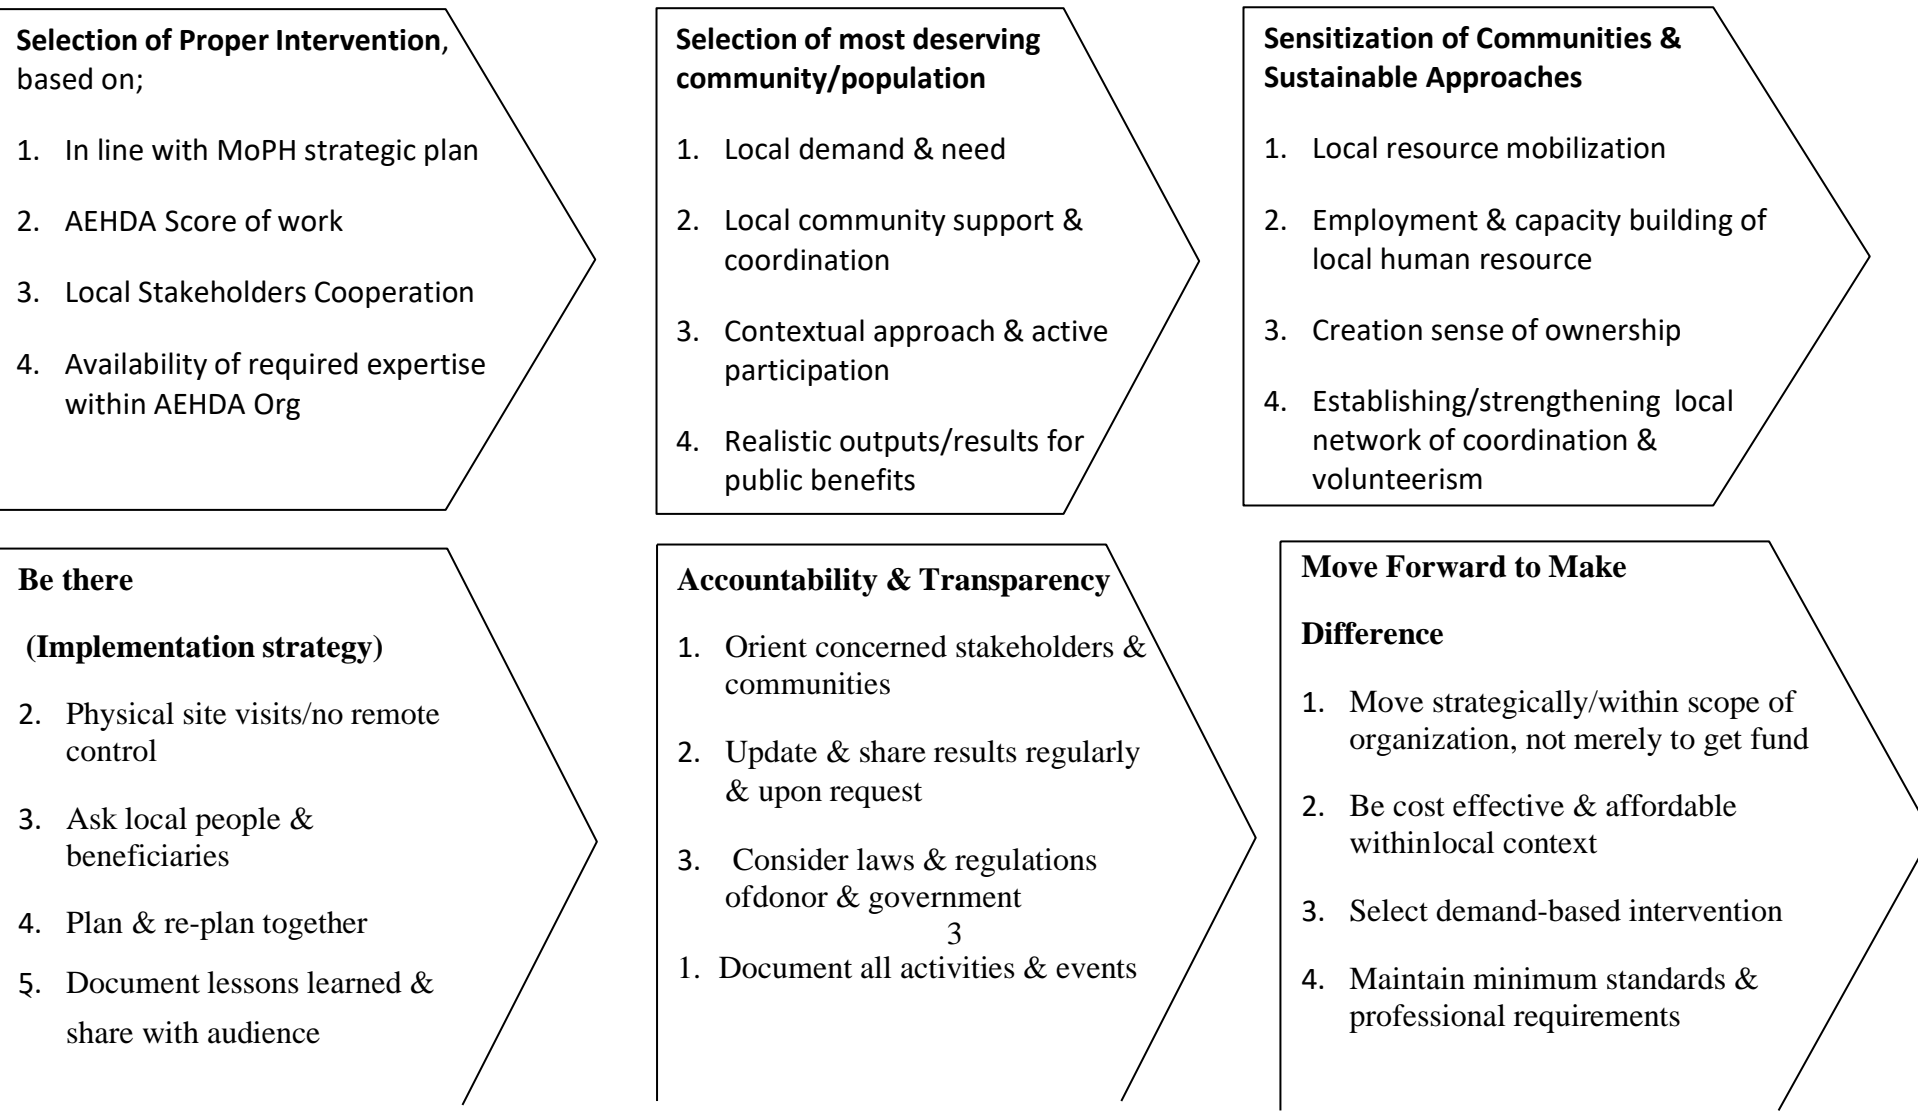 Selection of Proper Intervention,
based on;
1. In line with MoPH strategic plan
2. AEHDA Score of work
3. Local Stakeholders Cooperation
4. Availability of required expertise
within AEHDA Org
Selection of most deserving
community/population
1. Local demand & need
2. Local community support &
coordination
3. Contextual approach & active
participation
4. Realistic outputs/results for
public benefits
Sensitization of Communities &
Sustainable Approaches
1. Local resource mobilization
2. Employment & capacity building of
local human resource
3. Creation sense of ownership
4. Establishing/strengthening local
network of coordination &
volunteerism
Be there
(Implementation strategy)
2. Physical site visits/no remote
control
3. Ask local people &
beneficiaries
4. Plan & re-plan together
5. Document lessons learned &
share with audience
Accountability & Transparency
1. Orient concerned stakeholders &
communities
2. Update & share results regularly
& upon request
3. Consider laws & regulations
ofdonor & government
3
1. Document all activities & events
Move Forward to Make
Difference
1. Move strategically/within scope of
organization, not merely to get fund
2. Be cost effective & affordable
withinlocal context
3. Select demand-based intervention
4. Maintain minimum standards &
professional requirements